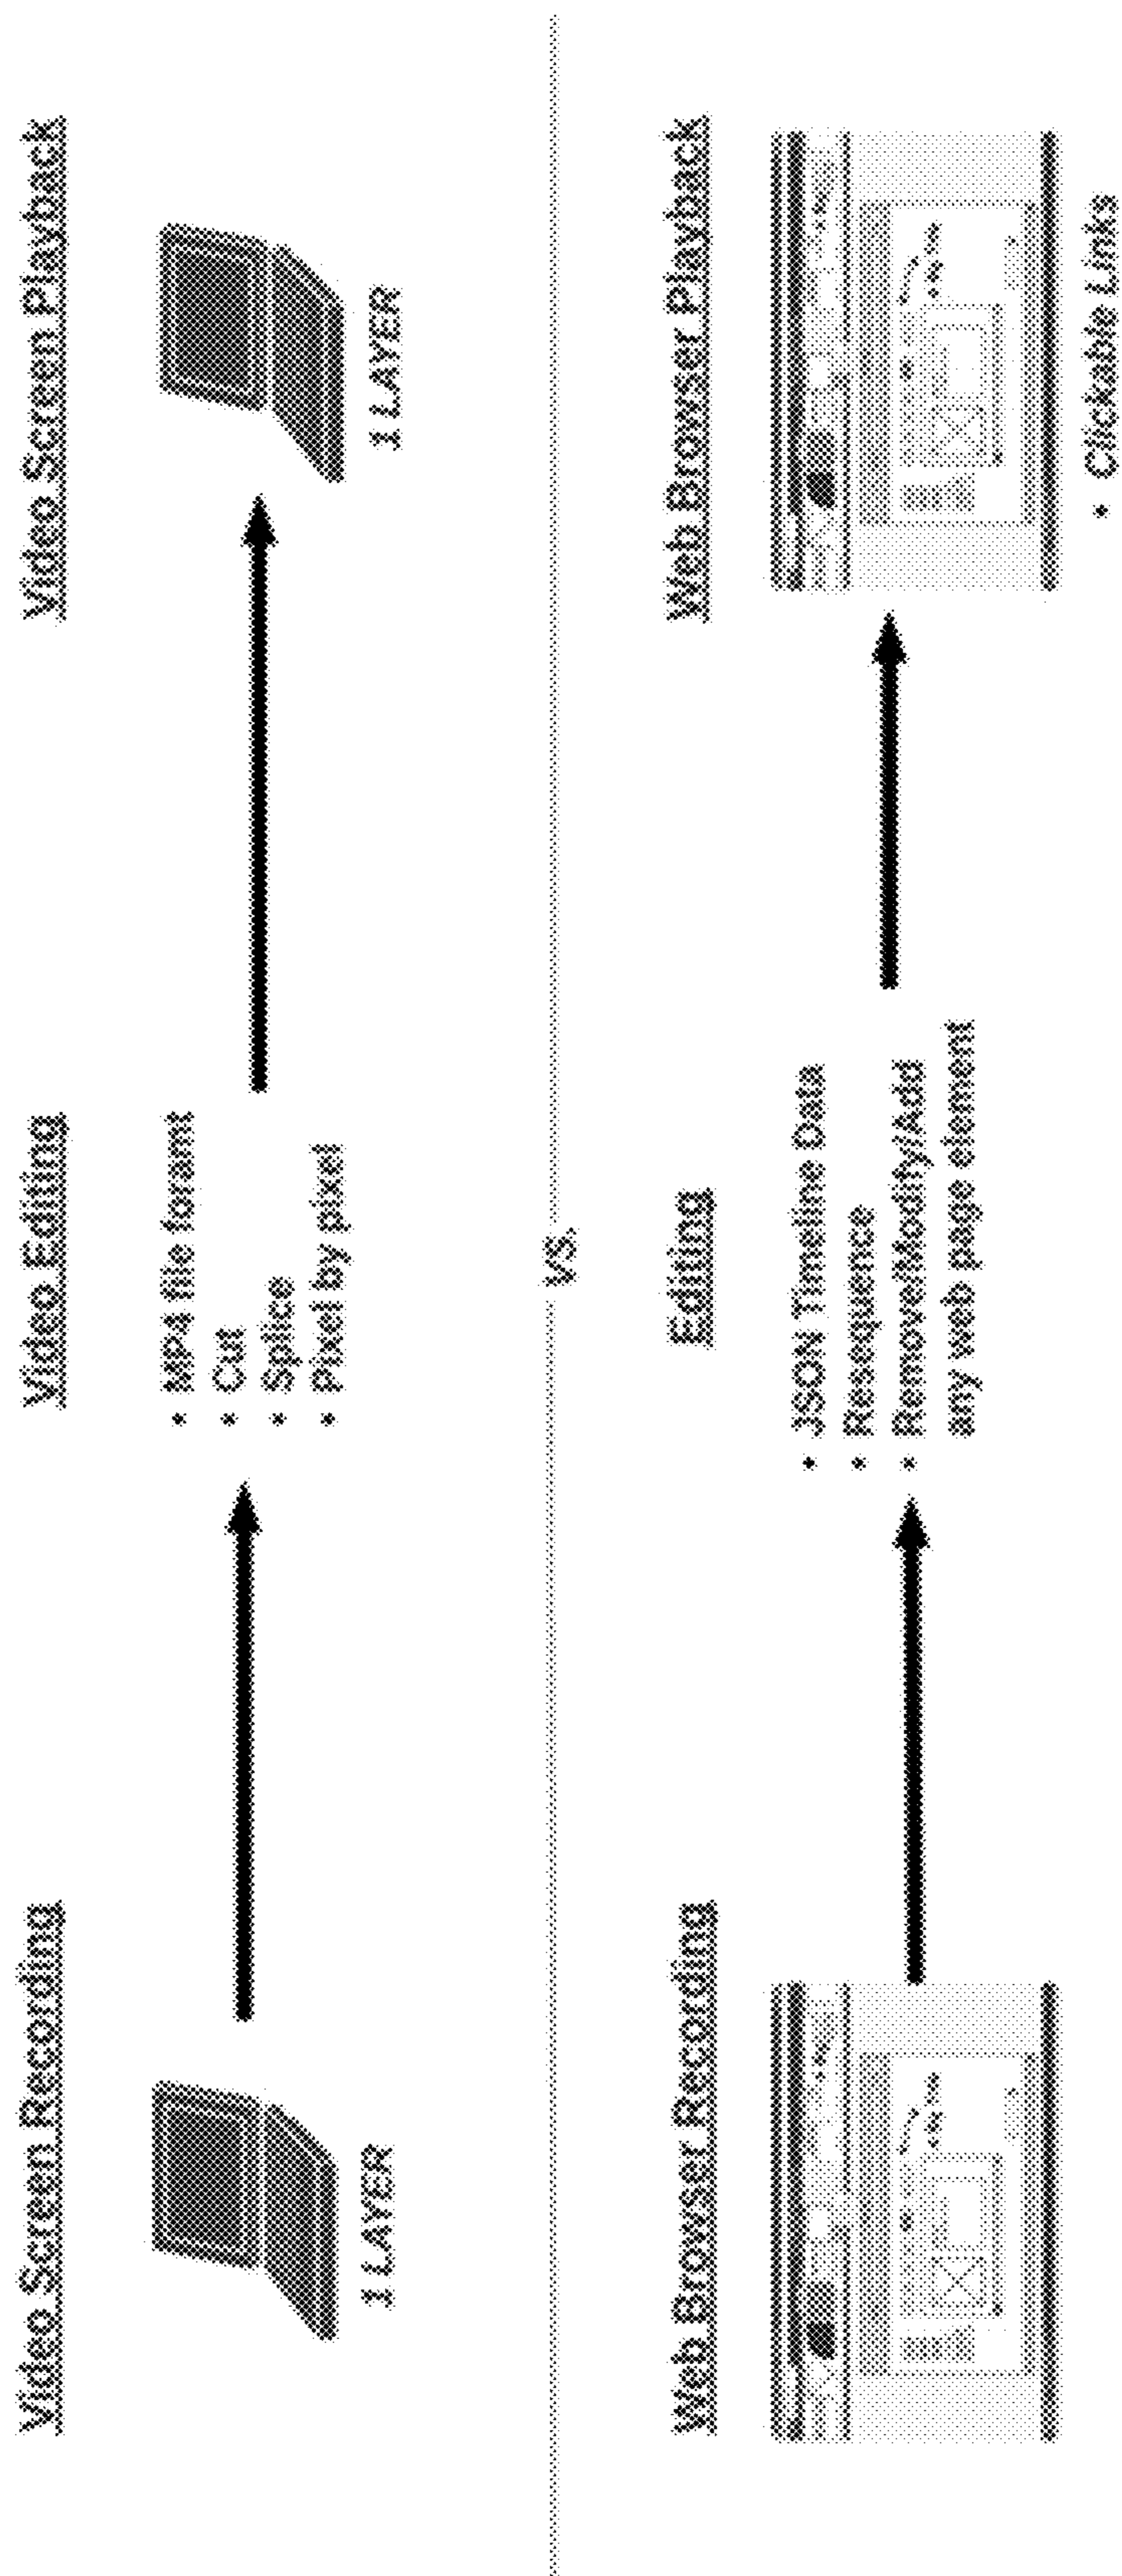 Video Screen Recording
Video Editing
Video Screen Playback
1 LAYER
• MP4 file foramt
• Cut
• Splice
• Pixel by pixel
1 LAYER
vs.
Web Browser Recording
Editing
Web Browser Playback
• JSON Timeline Data
• Resequence
• Remove/Modify/Add
any web page element
• Clickable Links